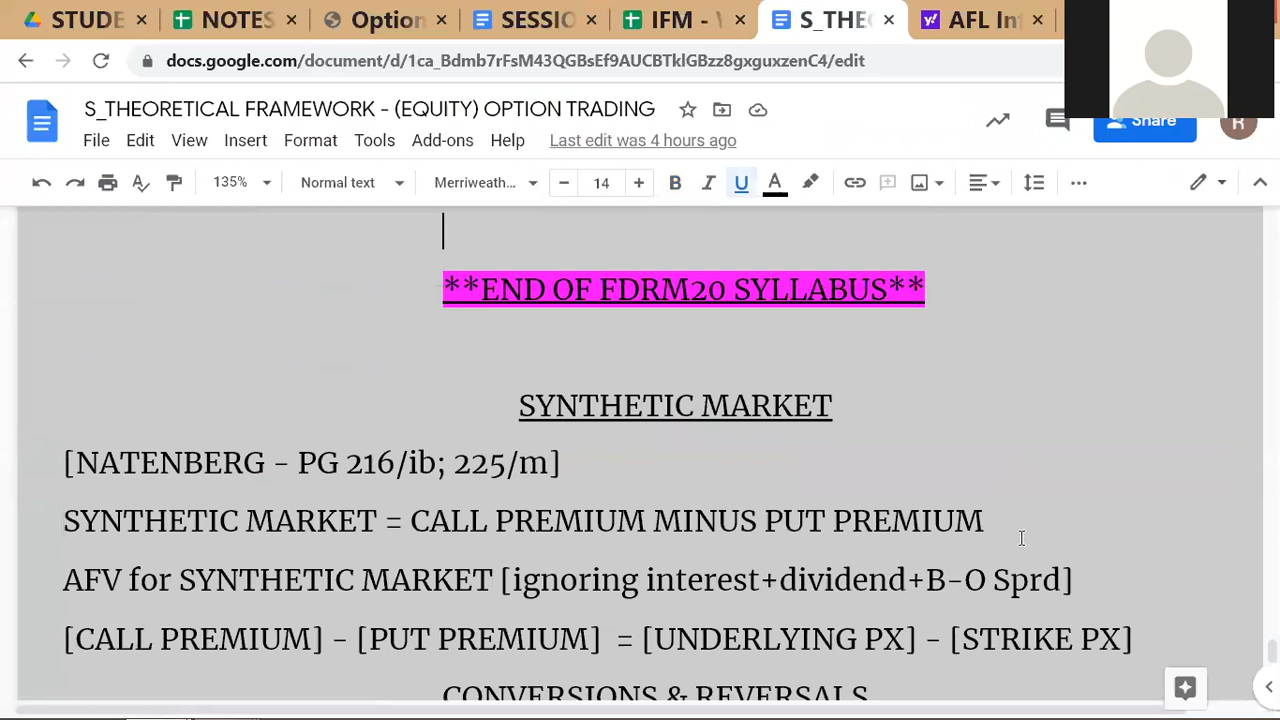 STUDE
NOTES
Option
SESSIO
IFM -
S_THEO
AFL In
docs.google.com/document/d/1ca_Bdmb7rFsM43QGBsEf9AUCBTklGBzz8gxguxzenC4/edit
S_THEORETICAL FRAMEWORK - (EQUITY) OPTION TRADING
Share
R
File Edit View Insert Format Tools Add-ons Help Last edit was 4 hours ago
135% Normal text Merriweath... 14 B I U A
**END OF FDRM20 SYLLABUS**
SYNTHETIC MARKET
[NATENBERG - PG 216/ib; 225/m]
SYNTHETIC MARKET = CALL PREMIUM MINUS PUT PREMIUM
AFV for SYNTHETIC MARKET [ignoring interest+dividend+B-O Sprd]
[CALL PREMIUM] - [PUT PREMIUM] = [UNDERLYING PX] - [STRIKE PX]
CONVERSIONS & REVERSALS